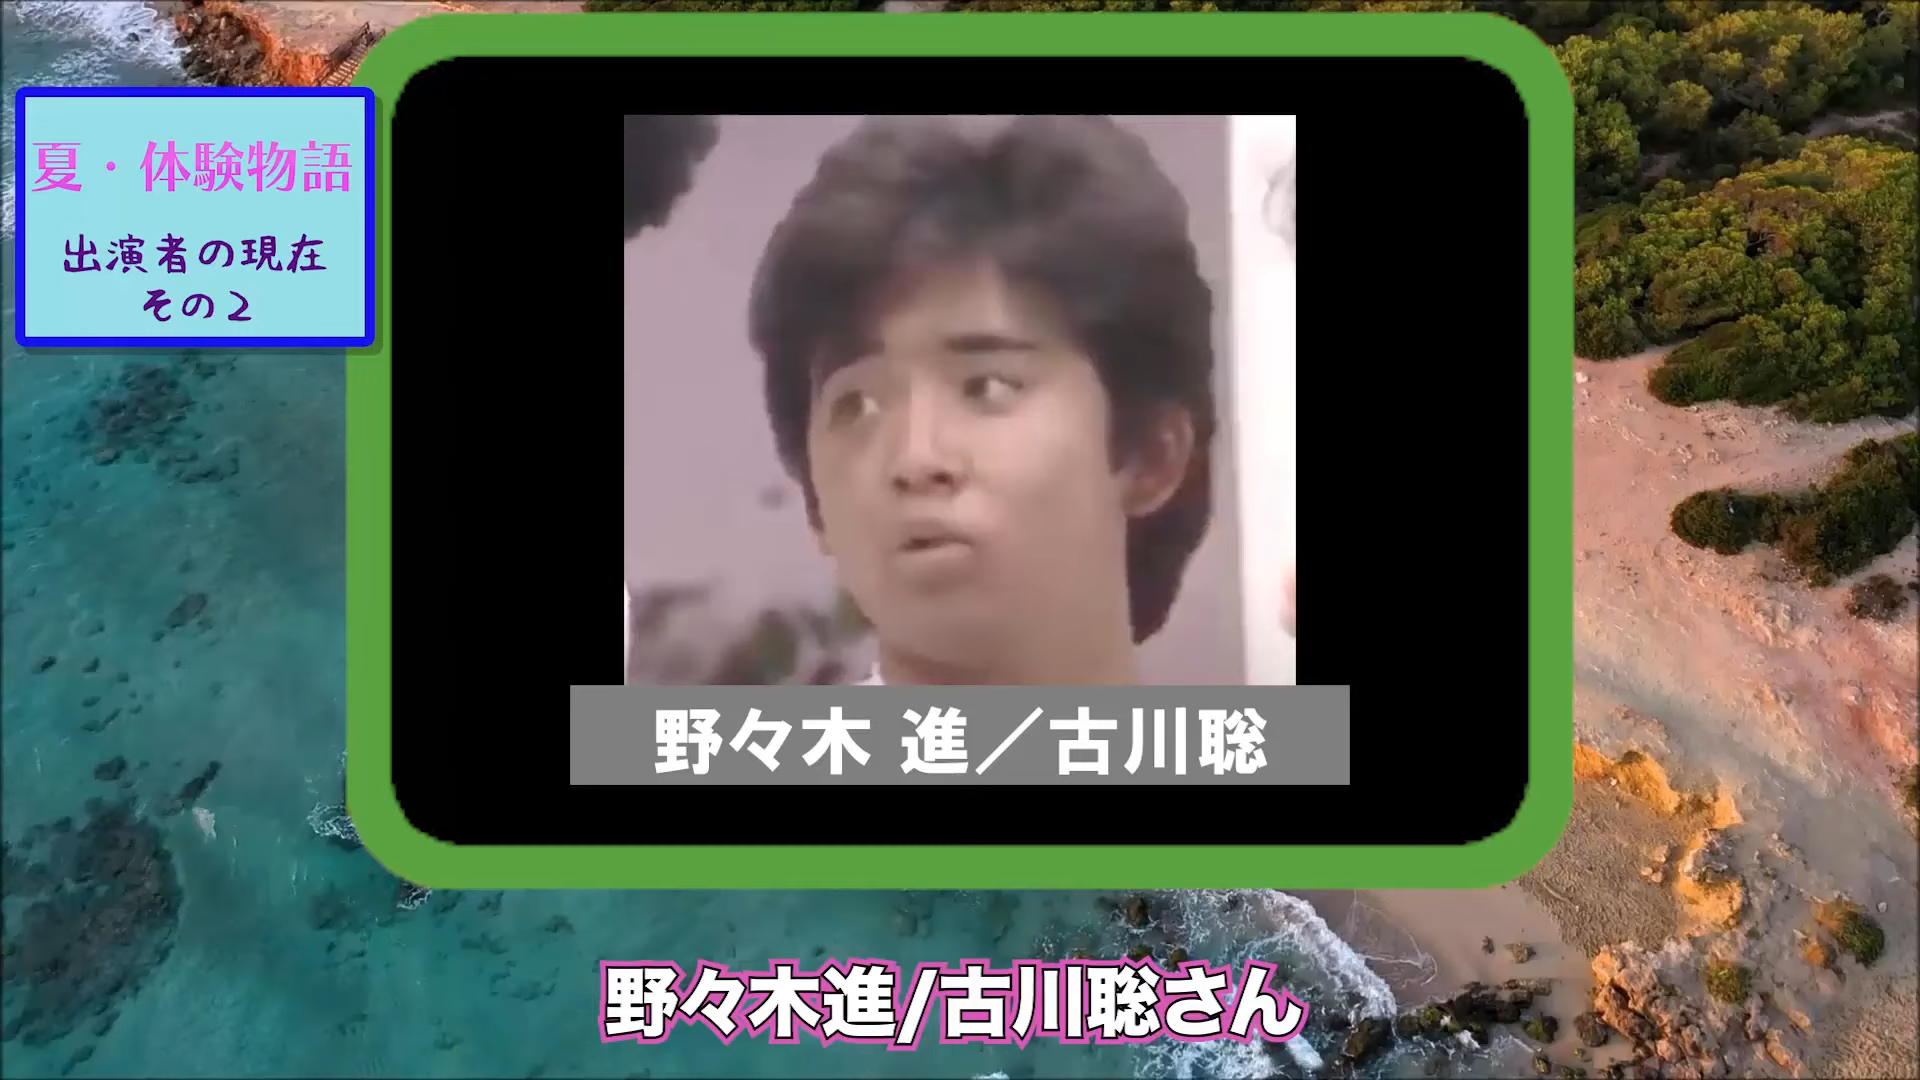 夏・体験物語
出演者の現在
その2
野々木 進／古川聡
野々木進/古川聡さん